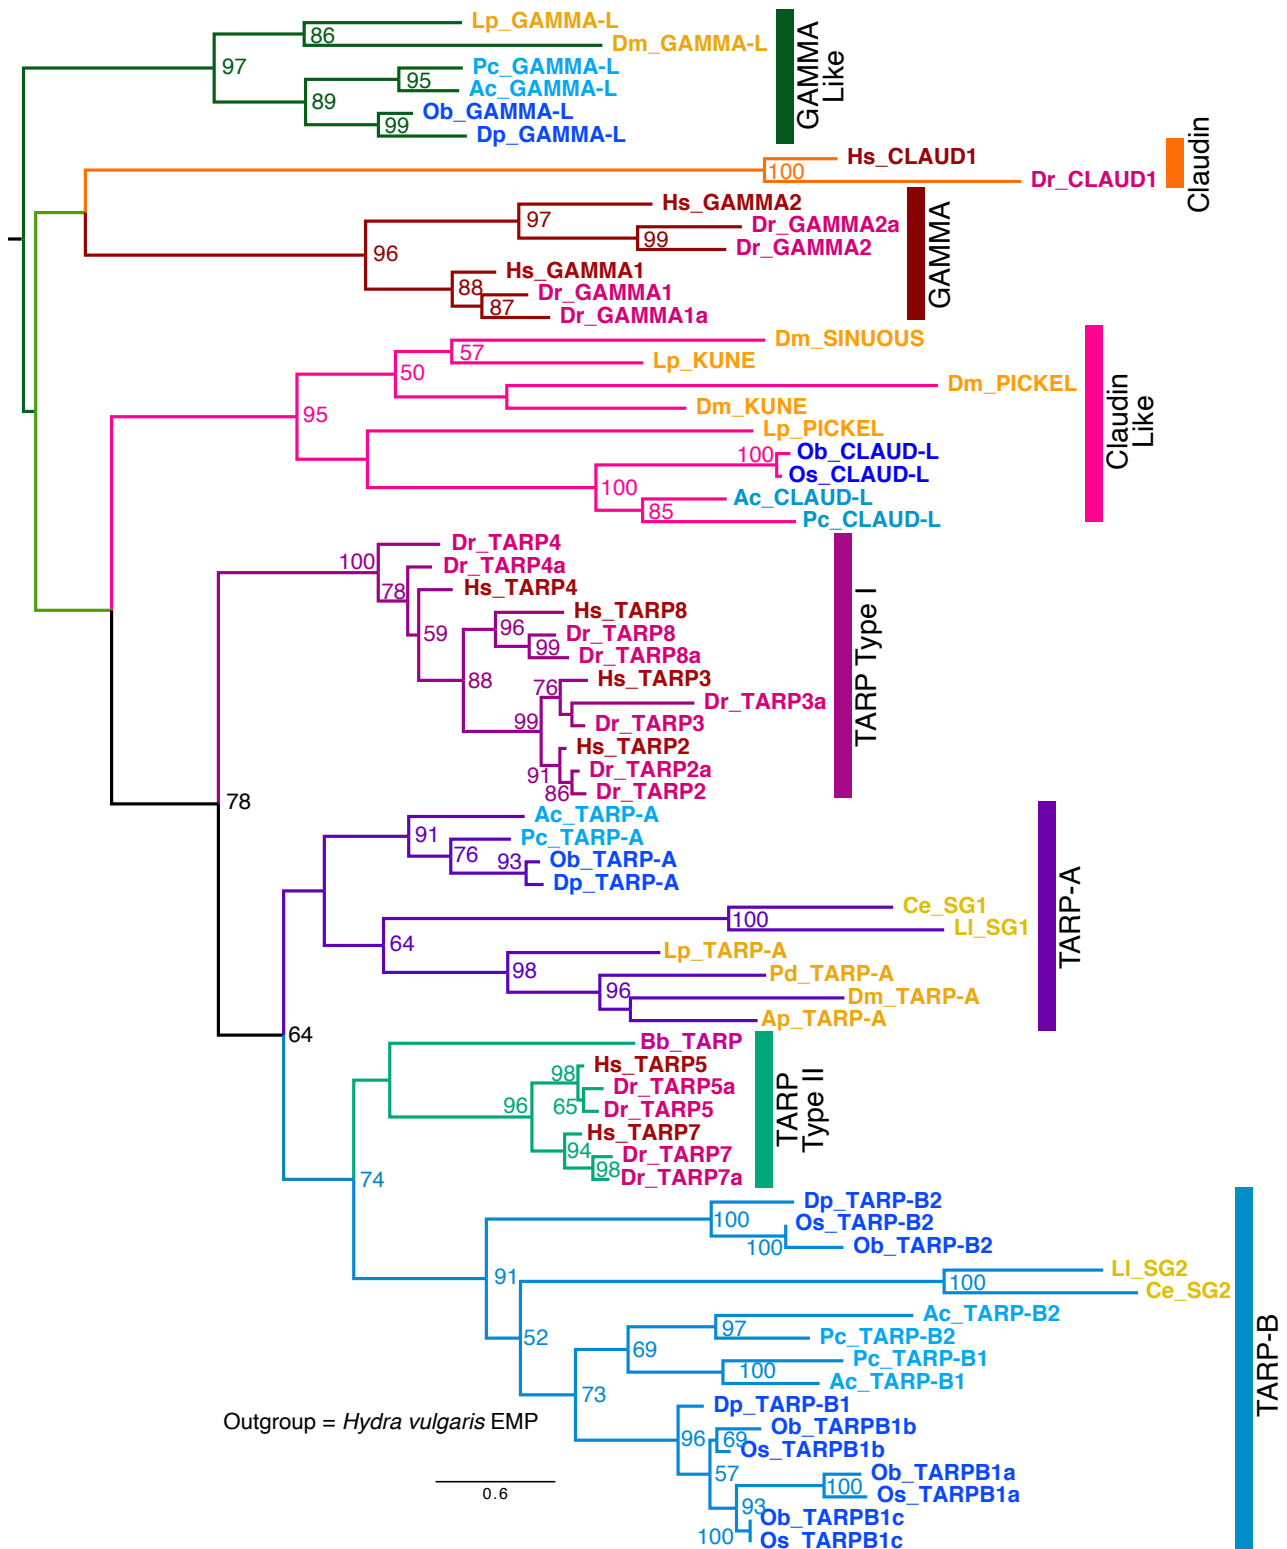 Lp_GAMMA-L
86
Dm_GAMMA-L
97
Pc_GAMMA-L
95
Ac_GAMMA-L
89
Ob_GAMMA-L
99
Dp_GAMMA-L
GAMMA
Like
Hs_CLAUD1
100
Dr_CLAUD1
Claudin
Hs_GAMMA2
97
Dr_GAMMA2a
99
Dr_GAMMA2
96
Hs_GAMMA1
88
Dr_GAMMA1
87
Dr_GAMMA1a
GAMMA
Dm_SINUOUS
57
Lp_KUNE
50
Dm_PICKEL
Dm_KUNE
95
Lp_PICKEL
100
Ob_CLAUD-L
Os_CLAUD-L
100
Ac_CLAUD-L
85
Pc_CLAUD-L
Claudin
Like
Dr_TARP4
100
Dr_TARP4a
78
Hs_TARP4
59
Hs_TARP8
96
Dr_TARP8
99
Dr_TARP8a
88
Hs_TARP3
76
Dr_TARP3a
99
Dr_TARP3
Hs_TARP2
91
Dr_TARP2a
86
Dr_TARP2
TARP Type I
78
Ac_TARP-A
91
Pc_TARP-A
76
93
Ob_TARP-A
Dp_TARP-A
Ce_SG1
100
LI_SG1
64
Lp_TARP-A
98
Pd_TARP-A
96
Dm_TARP-A
Ap_TARP-A
TARP-A
64
Bb_TARP
Hs_TARP5
98
Dr_TARP5a
96
65
Dr_TARP5
Hs_TARP7
94
Dr_TARP7
98
Dr_TARP7a
TARP
Type II
74
Dp_TARP-B2
100
Os_TARP-B2
100
Ob_TARP-B2
91
LI_SG2
100
Ce_SG2
52
Ac_TARP-B2
97
Pc_TARP-B2
69
Pc_TARP-B1
100
Ac_TARP-B1
73
Dp_TARP-B1
96
Ob_TARPB1b
69
Os_TARPB1b
57
Ob_TARPB1a
100
Os_TARPB1a
93
Ob_TARPB1c
100
Os_TARPB1c
TARP-B
Outgroup = Hydra vulgaris EMP
0.6